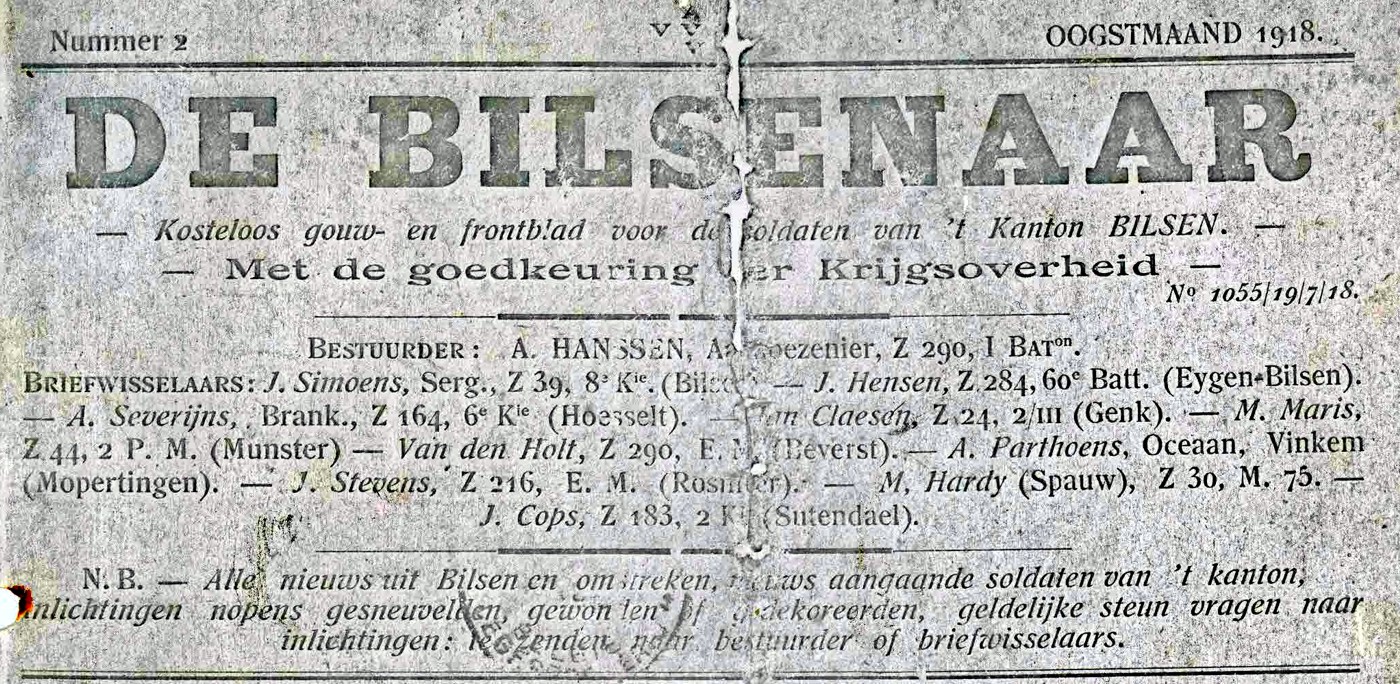 Nummer 2
OOGSTMAAND 1918.
DE BILSENAAR
— Kosteloos gouw- en frontblad voor de soldaten van 't Kanton BILSEN. —
— Met de goedkeuring der Krijgsoverheid —
Nº 1055/19/7/18.
BESTUURDER: A. HANSSEN, Z 290, I BATon.
BRIEFWISSELAARS: J. Simoens, Serg., Z 39, 8e Kie. (Bilsen) — J. Hensen, Z 284, 60e Batt. (Eygen-Bilsen).
— A. Severijns, Brank., Z 164, 6e Kie (Hoesselt). — Claesen, Z 24, 2/III (Genk). — M. Maris,
Z 44, 2 P. M. (Munster) — Van den Holt, Z 290, E. M. (Beverst). — A. Parthoens, Oceaan, Vinkem
(Mopertingen). — J. Stevens, Z 216, E. M. (Rosmeer). — M, Hardy (Spauw), Z 30, M. 75. —
J. Cops, Z 183, 2 Kie (Sutendael).
N. B. — Alle nieuws uit Bilsen en omstreken, nieuws aangaande soldaten van 't kanton,
inlichtingen nopens gesneuvelden, gewonden of gedekoreerden, geldelijke steun vragen naar
inlichtingen: te zenden naar bestuurder of briefwisselaars.